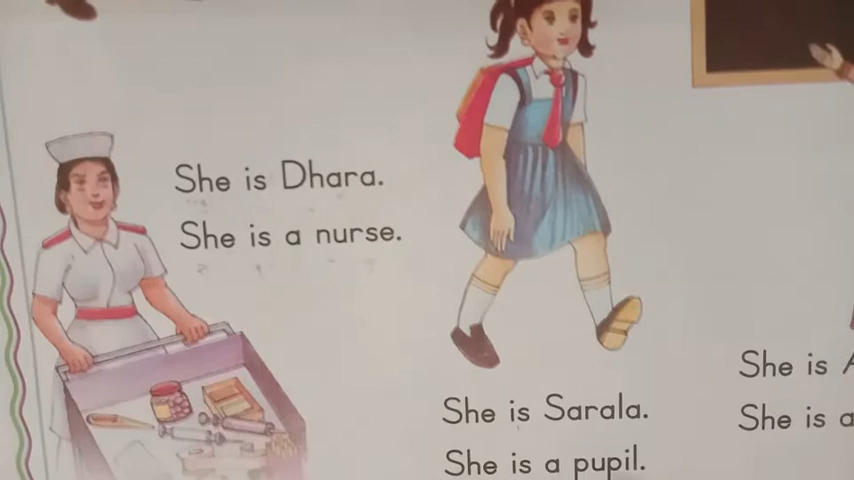 She is Dhara.
She is a nurse.
She is Sarala.
She is a pupil.
She is
She is a